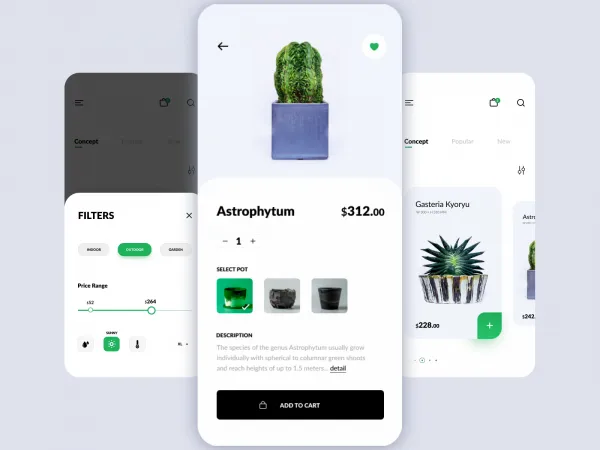 Concept
FILTERS
INDOOR
OUTDOOR
GARDEN
Price Range
$52
$264
SUNNY
XL
Astrophytum
$312.00
− 1 +
SELECT POT
DESCRIPTION
The species of the genus Astrophytum usually grow
individually with spherical to columnar green shoots
and reach heights of up to 1.5 meters... detail
ADD TO CART
Concept
Popular
New
Gasteria Kyoryu
$228.00
+
Astro
$242.